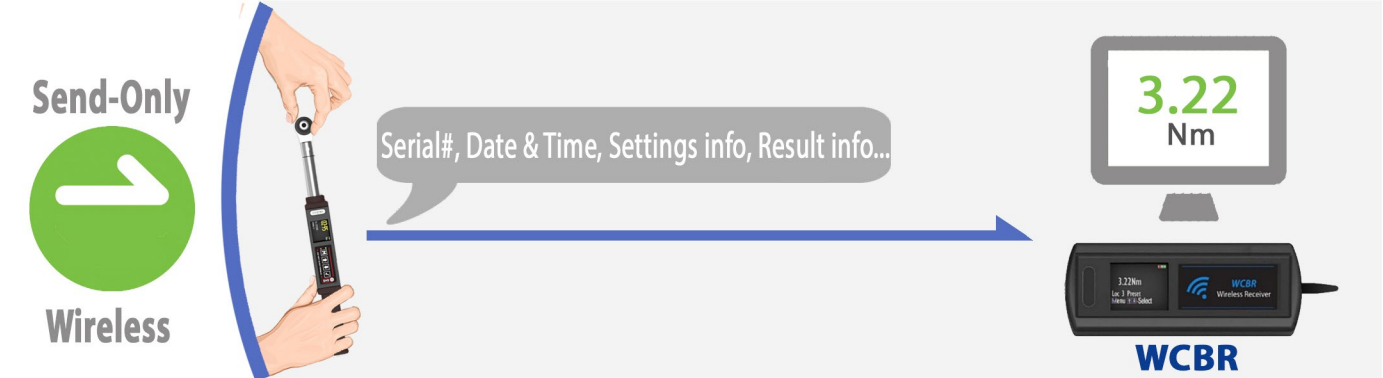 Send-Only
Wireless
Serial#, Date & Time, Settings info, Result info...
3.22
Nm
3.22Nm
Loc 3 Preset
WCBR
Wireless Receiver
WCBR